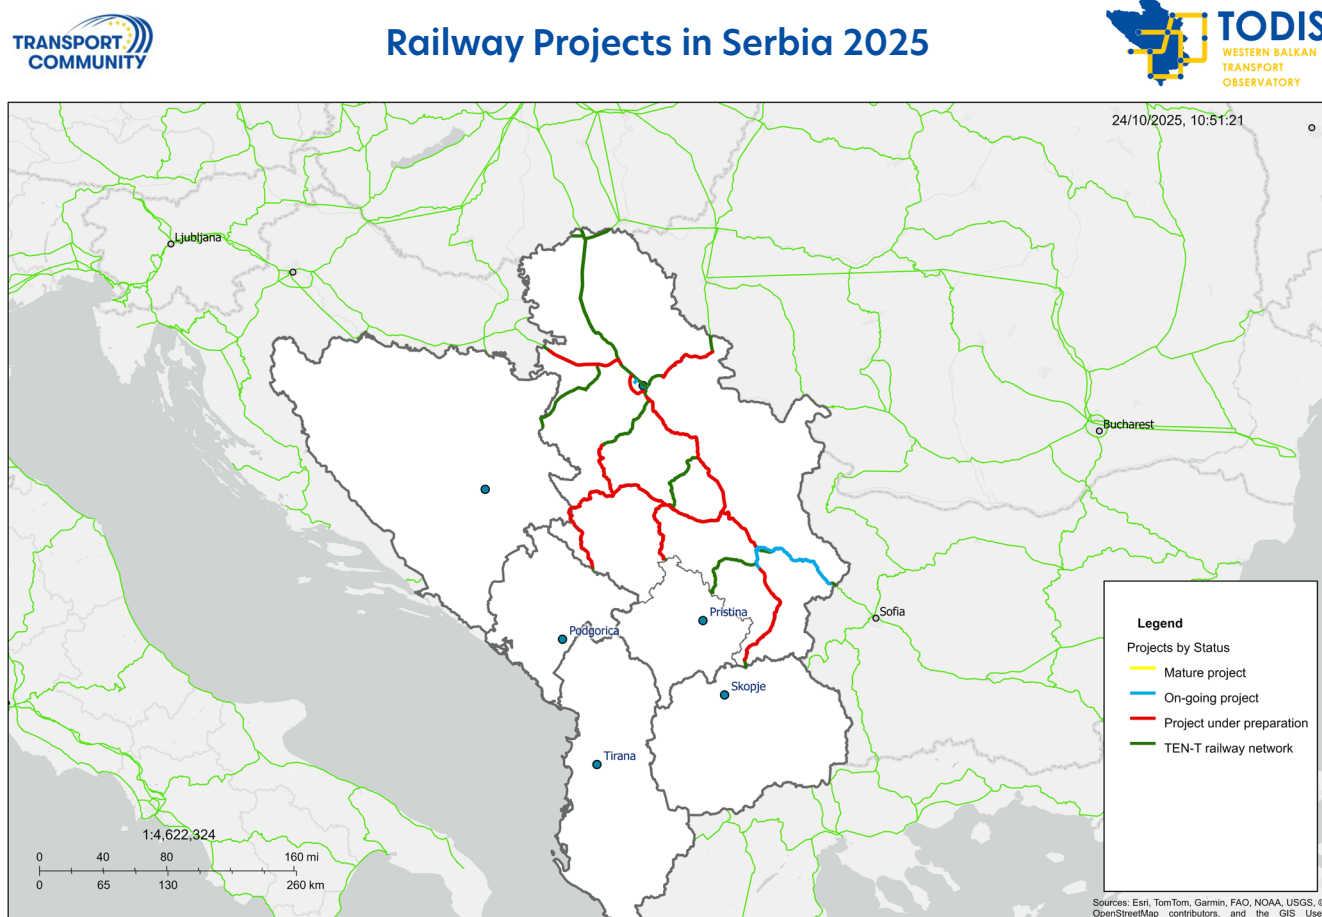 TRANSPORT
COMMUNITY
Railway Projects in Serbia 2025
TODIS
WESTERN BALKAN
TRANSPORT
OBSERVATORY
24/10/2025, 10:51:21
Ljubljana
Bucharest
Sofia
Pristina
Podgorica
Skopje
Tirana
Legend
Projects by Status
Mature project
On-going project
Project under preparation
TEN-T railway network
1:4,622,324
0 40 80 160 mi
0 65 130 260 km
Sources: Esri, TomTom, Garmin, FAO, NOAA, USGS, ©
OpenStreetMap contributors, and the GIS User